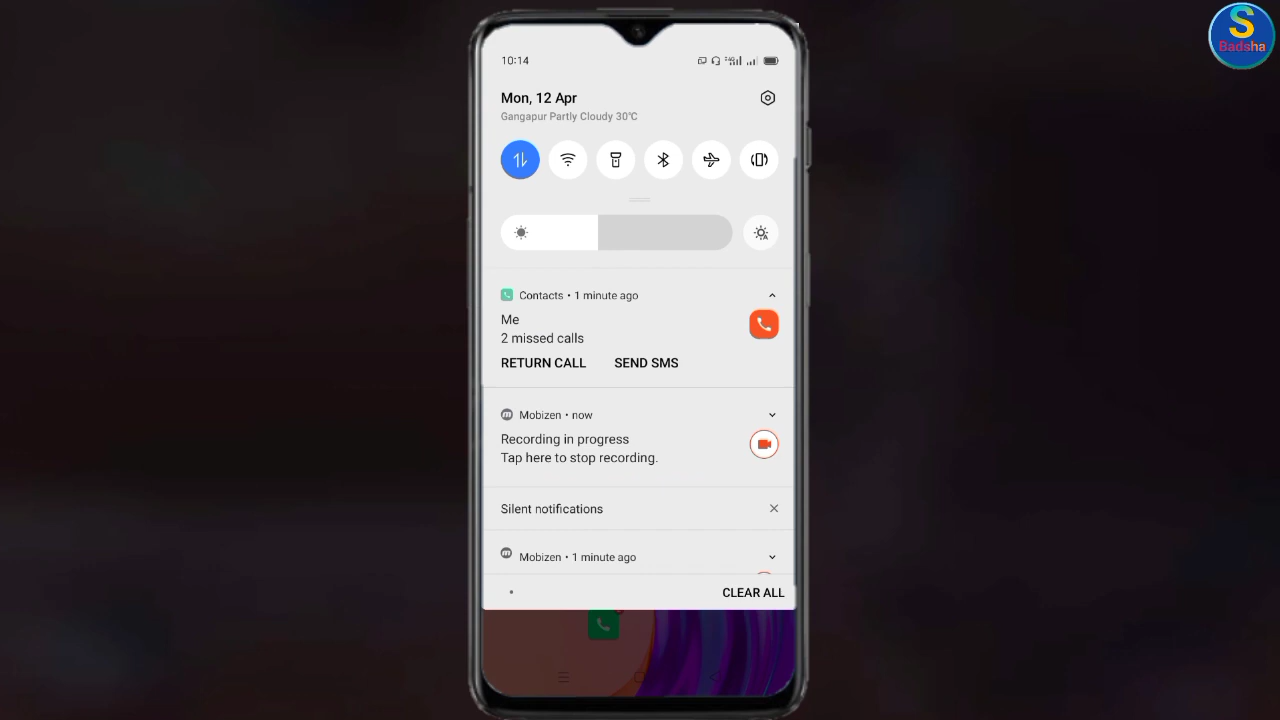 S
Badsha
10:14
Mon, 12 Apr
Gangapur Partly Cloudy 30°C
Contacts • 1 minute ago
Me
2 missed calls
RETURN CALL SEND SMS
Mobizen • now
Recording in progress
Tap here to stop recording.
Silent notifications
Mobizen • 1 minute ago
CLEAR ALL